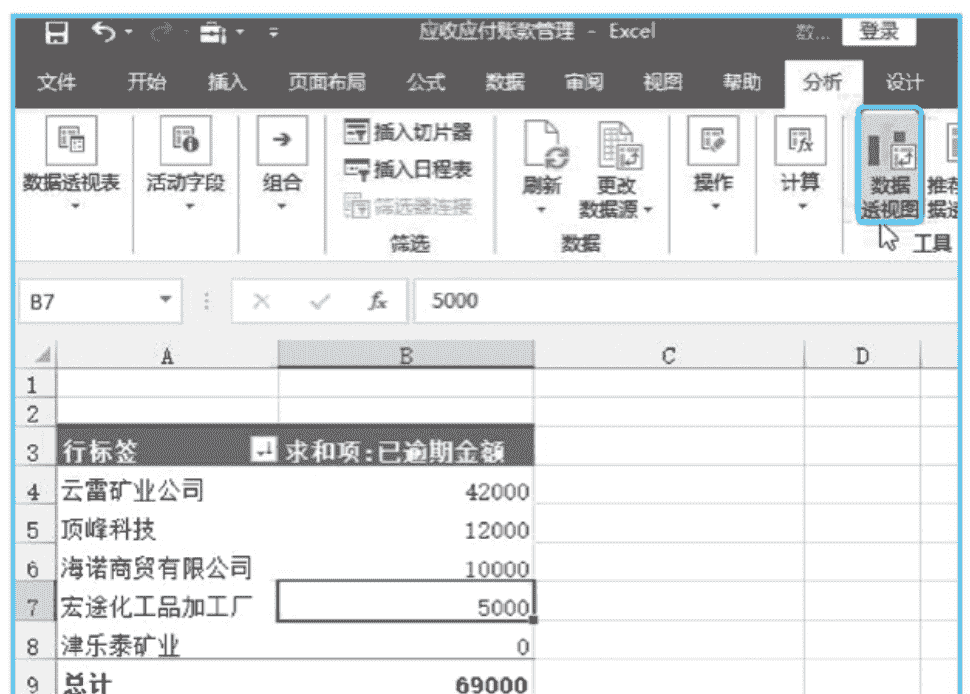 应收应付账款管理 - Excel 数... 登录
文件 开始 插入 页面布局 公式 数据 审阅 视图 帮助 分析 设计
数据透视表 活动字段 组合 插入切片器 插入日程表 筛选器连接 筛选 刷新 更改 数据源 数据 操作 计算 数据 透视图 推荐 据透 工具
B7 fx 5000
A B C D
1
2
3 行标签 求和项:已逾期金额
4 云雷矿业公司 42000
5 顶峰科技 12000
6 海诺商贸有限公司 10000
7 宏途化工品加工厂 5000
8 津乐泰矿业 0
9 总计 69000